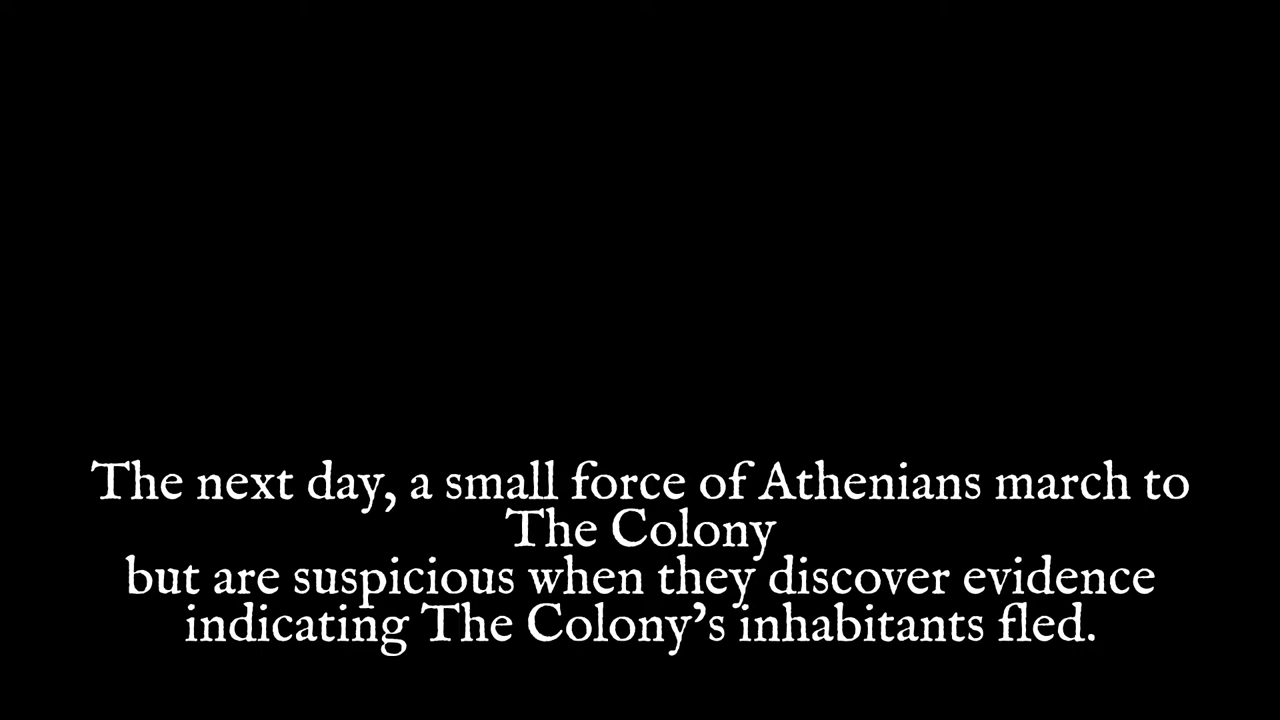 The next day, a small force of Athenians march to
The Colony
but are suspicious when they discover evidence
indicating The Colony’s inhabitants fled.